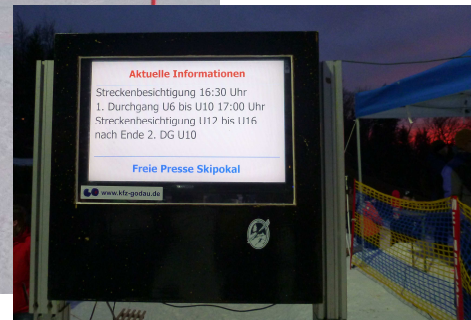 Aktuelle Informationen
Streckenbesichtigung 16:30 Uhr
1. Durchgang U6 bis U10 17:00 Uhr
Streckenbesichtigung U12 bis U16
nach Ende 2. DG U10
Freie Presse Skipokal
www.kfz-godau.de